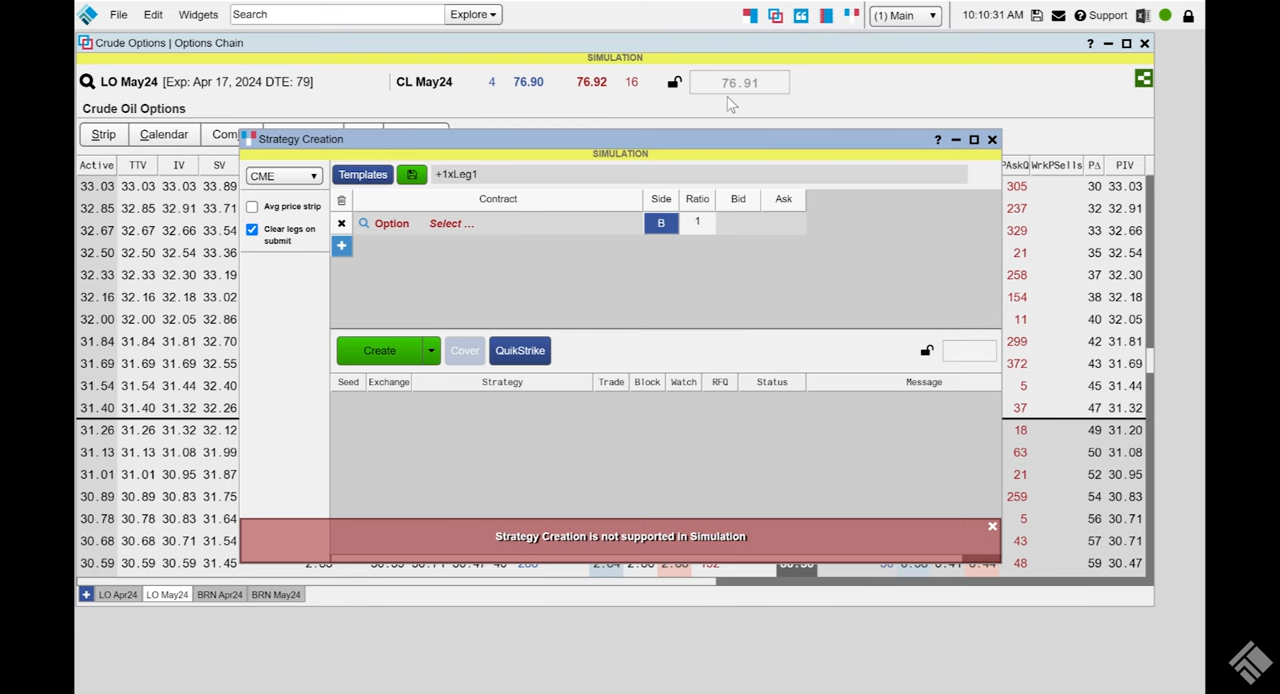 File Edit Widgets Search Explore (1) Main 10:10:31 AM Support
Crude Options | Options Chain ?
SIMULATION
LO May24 [Exp: Apr 17, 2024 DTE: 79] CL May24 4 76.90 76.92 16 76.91
Crude Oil Options
Strip Calendar Com
Strategy Creation ?
SIMULATION
Active TTV IV SV
PAskQ WrkPSells PΔ PIV
33.03 33.03 33.03 33.89
305 30 33.03
32.85 32.85 32.91 33.71
237 32 32.91
32.67 32.67 32.66 33.54
329 33 32.66
32.50 32.50 32.54 33.36
21 35 32.54
32.33 32.33 32.30 33.19
258 37 32.30
32.16 32.16 32.18 33.02
154 38 32.18
32.00 32.00 32.05 32.86
11 40 32.05
31.84 31.84 31.81 32.70
299 42 31.81
31.69 31.69 31.69 32.55
372 43 31.69
31.54 31.54 31.44 32.40
5 45 31.44
31.40 31.40 31.32 32.26
37 47 31.32
31.26 31.26 31.32 32.12
18 49 31.20
31.13 31.13 31.08 31.99
63 50 31.08
31.01 31.01 30.95 31.87
21 52 30.95
30.89 30.89 30.83 31.75
259 54 30.83
30.78 30.78 30.83 31.64
5 56 30.71
30.68 30.68 30.71 31.54
43 57 30.71
30.59 30.59 30.59 31.45
48 59 30.47
CME Templates +1xLeg1
Avg price strip
Clear legs on
submit
Contract Side Ratio Bid Ask
Option Select ... B 1
+
Create Cover QuikStrike
Seed Exchange Strategy Trade Block Watch RFQ Status Message
Strategy Creation is not supported in Simulation
+ LO Apr24 LO May24 BRN Apr24 BRN May24